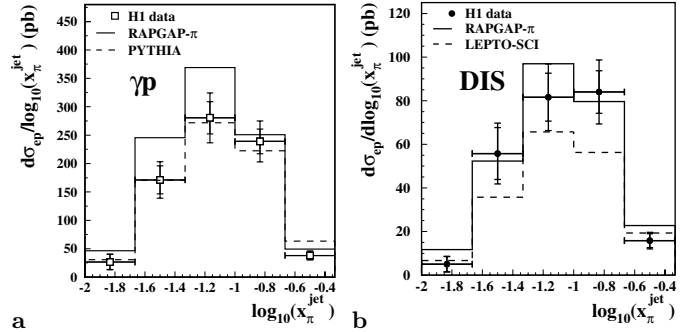 dσep/log10(xπjet) (pb)
400
350
300
250
200
150
100
50
0
H1 data
RAPGAP-π
PYTHIA
γp
-2 -1.8 -1.6 -1.4 -1.2 -1 -0.8 -0.6 -0.4
log10(xπjet)
a
dσep/dlog10(xπjet) (pb)
120
100
80
60
40
20
0
H1 data
RAPGAP-π
LEPTO-SCI
DIS
-2 -1.8 -1.6 -1.4 -1.2 -1 -0.8 -0.6 -0.4
log10(xπjet)
b